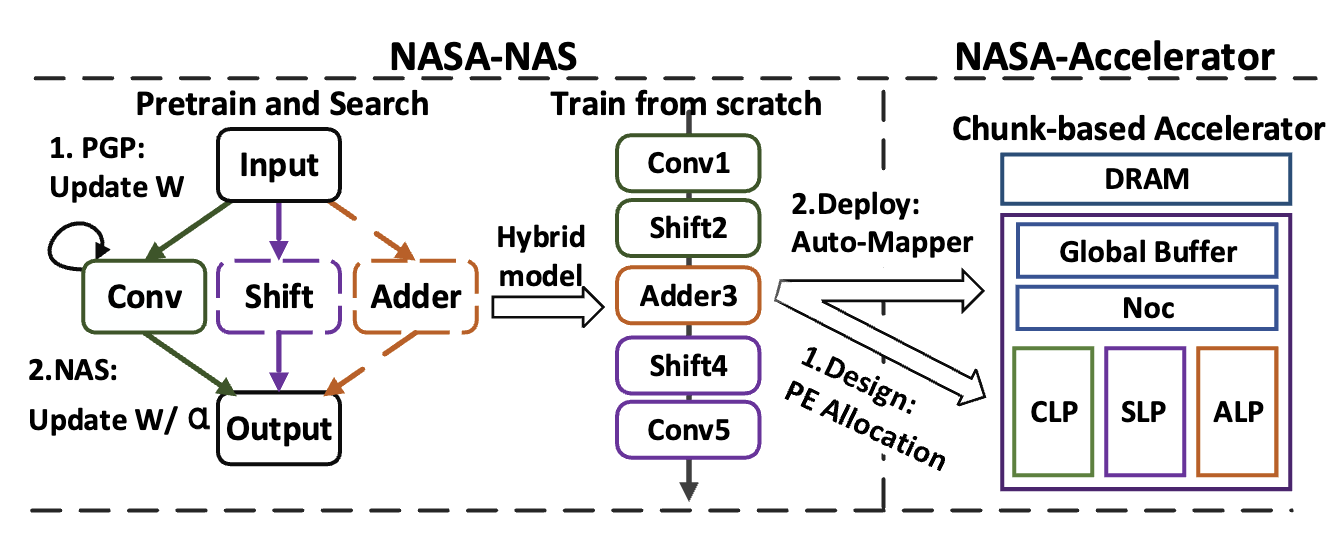 NASA-NAS
NASA-Accelerator
Pretrain and Search
Train from scratch
Chunk-based Accelerator
1. PGP:
Update W
Input
Conv
Shift
Adder
2.NAS:
Update W/ α
Output
Hybrid
model
Conv1
Shift2
Adder3
Shift4
Conv5
2.Deploy:
Auto-Mapper
1.Design:
PE Allocation
DRAM
Global Buffer
Noc
CLP
SLP
ALP